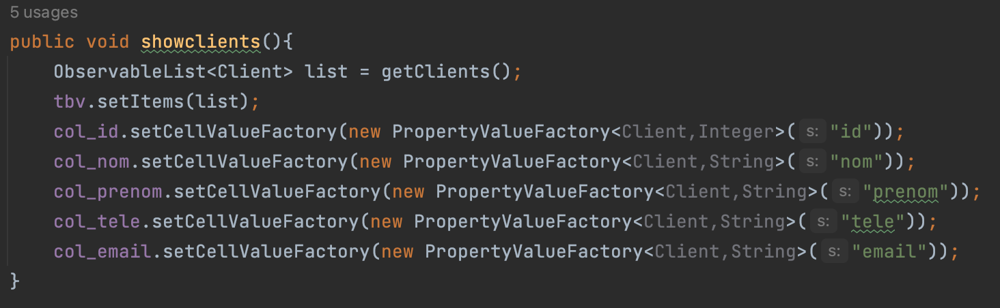 5 usages
public void showclients(){
ObservableList<Client> list = getClients();
tbv.setItems(list);
col_id.setCellValueFactory(new PropertyValueFactory<Client,Integer>( s: "id"));
col_nom.setCellValueFactory(new PropertyValueFactory<Client,String>( s: "nom"));
col_prenom.setCellValueFactory(new PropertyValueFactory<Client,String>( s: "prenom"));
col_tele.setCellValueFactory(new PropertyValueFactory<Client,String>( s: "tele"));
col_email.setCellValueFactory(new PropertyValueFactory<Client,String>( s: "email"));
}